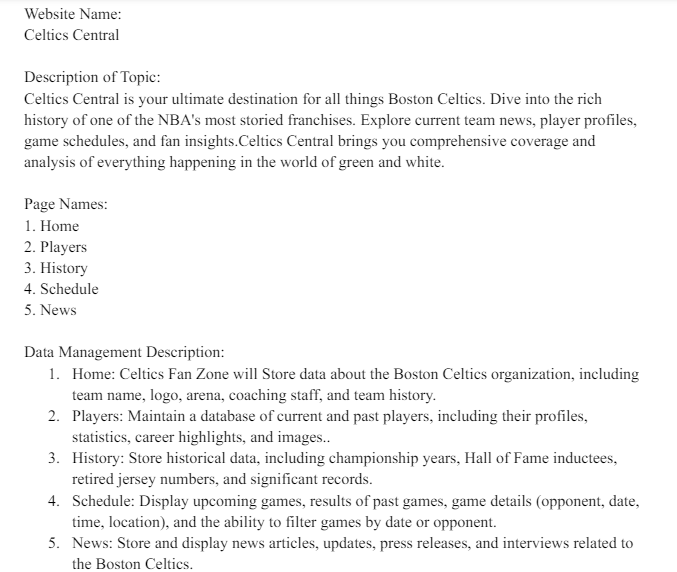 Website Name:
Celtics Central
Description of Topic:
Celtics Central is your ultimate destination for all things Boston Celtics. Dive into the rich
history of one of the NBA's most storied franchises. Explore current team news, player profiles,
game schedules, and fan insights.Celtics Central brings you comprehensive coverage and
analysis of everything happening in the world of green and white.
Page Names:
1. Home
2. Players
3. History
4. Schedule
5. News
Data Management Description:
1. Home: Celtics Fan Zone will Store data about the Boston Celtics organization, including
team name, logo, arena, coaching staff, and team history.
2. Players: Maintain a database of current and past players, including their profiles,
statistics, career highlights, and images..
3. History: Store historical data, including championship years, Hall of Fame inductees,
retired jersey numbers, and significant records.
4. Schedule: Display upcoming games, results of past games, game details (opponent, date,
time, location), and the ability to filter games by date or opponent.
5. News: Store and display news articles, updates, press releases, and interviews related to
the Boston Celtics.